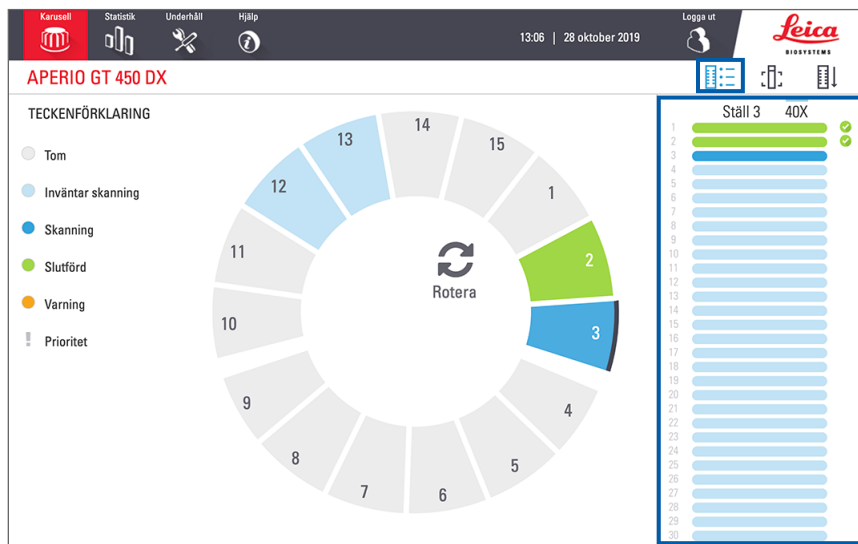 Karusell
Statistik
Underhåll
Hjälp
13:06 | 28 oktober 2019
Logga ut
Leica
BIOSYSTEMS
APERIO GT 450 DX
TECKENFÖRKLARING
Tom
Inväntar skanning
Skanning
Slutförd
Varning
! Prioritet
14
15
1
2
3
4
5
6
7
8
9
10
11
12
13
Rotera
Ställ 3 40X
1
2
3
4
5
6
7
8
9
10
11
12
13
14
15
16
17
18
19
20
21
22
23
24
25
26
27
28
29
30